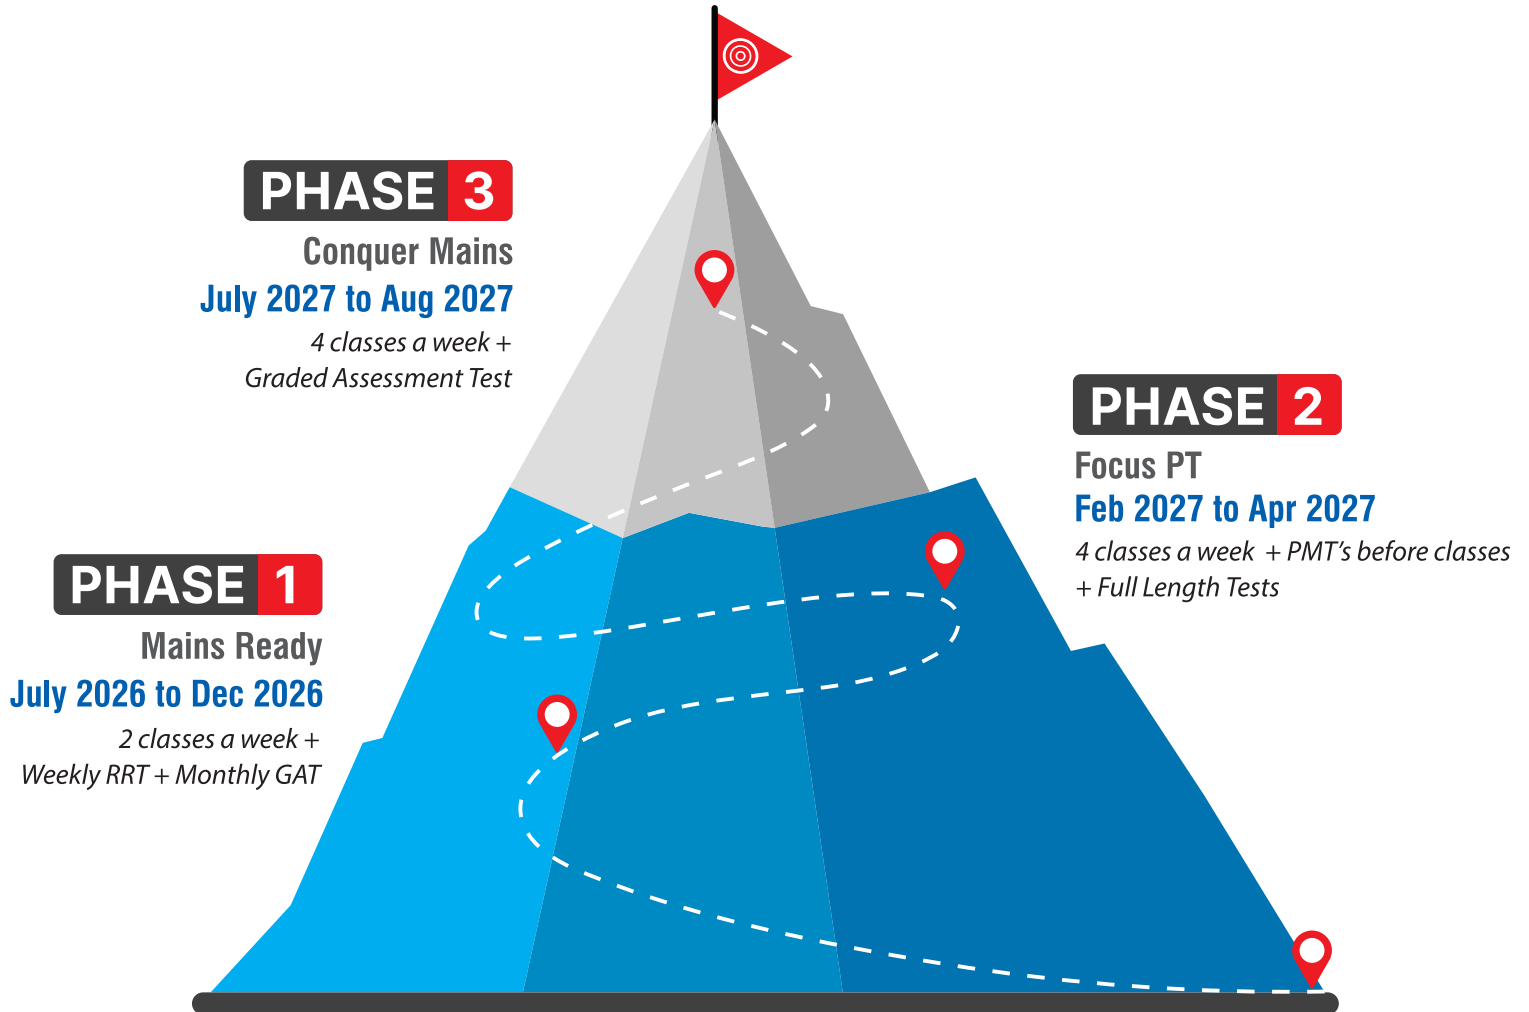 PHASE 3
Conquer Mains
July 2027 to Aug 2027
4 classes a week +
Graded Assessment Test
PHASE 2
Focus PT
Feb 2027 to Apr 2027
4 classes a week + PMT's before classes
+ Full Length Tests
PHASE 1
Mains Ready
July 2026 to Dec 2026
2 classes a week +
Weekly RRT + Monthly GAT